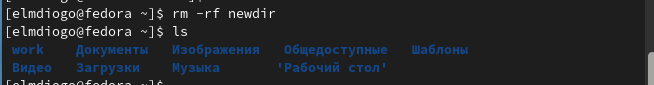 [elmdiogo@fedora ~]$ rm -rf newdir
[elmdiogo@fedora ~]$ ls
work Документы Изображения Общедоступные Шаблоны
Видео Загрузки Музыка 'Рабочий стол'
[elmdiogo@fedora ~]$